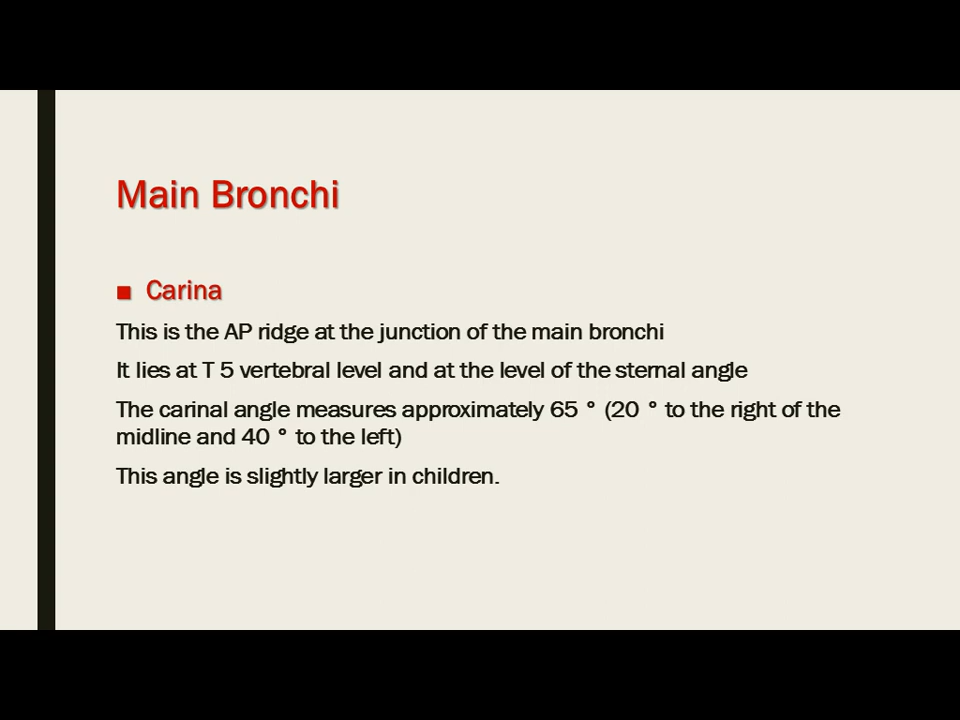 Main Bronchi
■ Carina
This is the AP ridge at the junction of the main bronchi
It lies at T 5 vertebral level and at the level of the sternal angle
The carinal angle measures approximately 65 ° (20 ° to the right of the
midline and 40 ° to the left)
This angle is slightly larger in children.